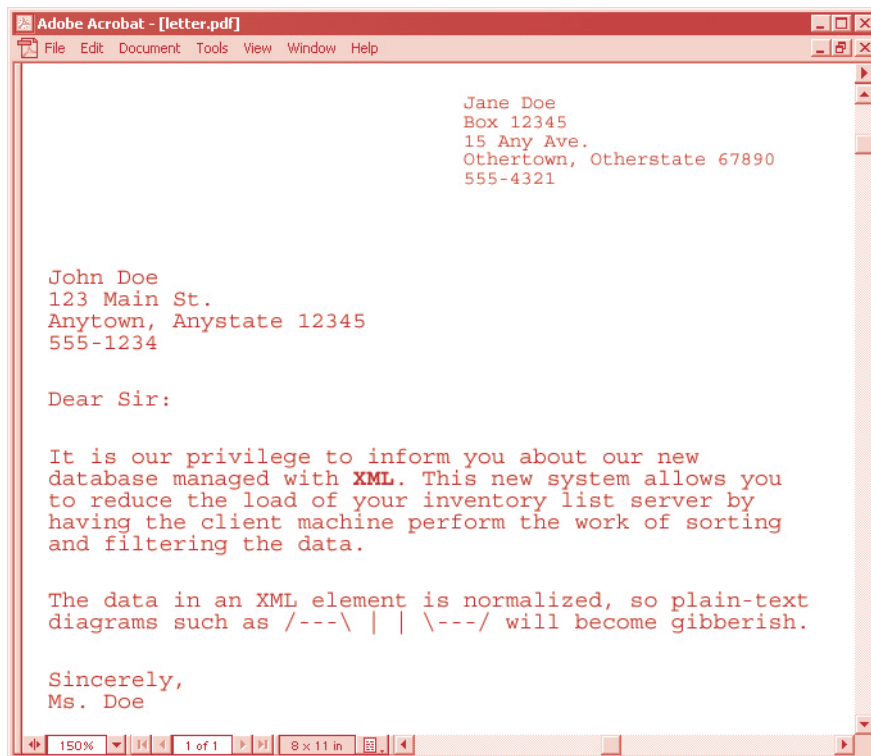 Adobe Acrobat - [letter.pdf]
File Edit Document Tools View Window Help
Jane Doe
Box 12345
15 Any Ave.
Othertown, Otherstate 67890
555-4321
John Doe
123 Main St.
Anytown, Anystate 12345
555-1234
Dear Sir:
It is our privilege to inform you about our new
database managed with XML. This new system allows you
to reduce the load of your inventory list server by
having the client machine perform the work of sorting
and filtering the data.
The data in an XML element is normalized, so plain-text
diagrams such as /---\ | | \---/ will become gibberish.
Sincerely,
Ms. Doe
150% 1 of 1 8 x 11 in